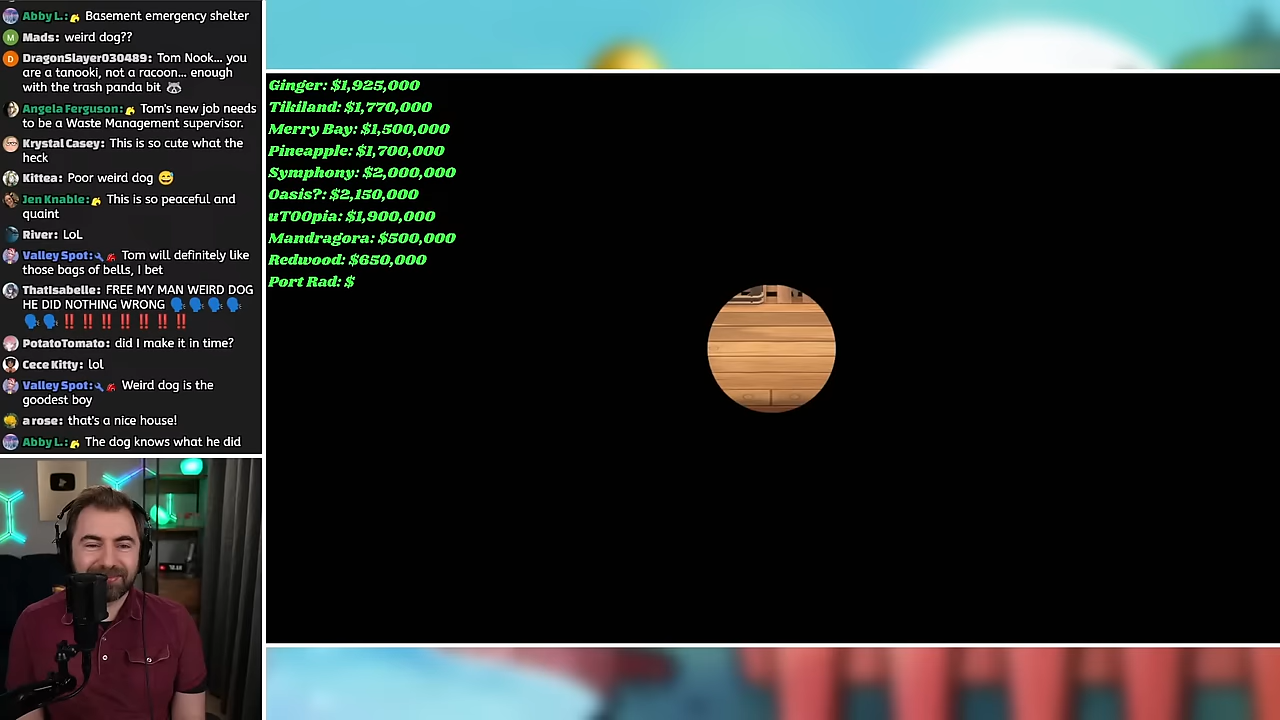 Abby L.: Basement emergency shelter
M Mads: weird dog??
D DragonSlayer030489: Tom Nook... you
are a tanooki, not a racoon... enough
with the trash panda bit 🦝
Angela Ferguson: Tom's new job needs
to be a Waste Management supervisor.
Krystal Casey: This is so cute what the
heck
Kittea: Poor weird dog 😅
Jen Knable: This is so peaceful and
quaint
River: LoL
Valley Spot: Tom will definitely like
those bags of bells, I bet
ThatIsabelle: FREE MY MAN WEIRD DOG
HE DID NOTHING WRONG 🗣️🗣️🗣️🗣️
🗣️🗣️‼️‼️‼️‼️‼️‼️‼️
PotatoTomato: did I make it in time?
Cece Kitty: lol
Valley Spot: Weird dog is the
goodest boy
a rose: that's a nice house!
Abby L.: The dog knows what he did
Ginger: $1,925,000
Tikiland: $1,770,000
Merry Bay: $1,500,000
Pineapple: $1,700,000
Symphony: $2,000,000
Oasis?: $2,150,000
uTOOpia: $1,900,000
Mandragora: $500,000
Redwood: $650,000
Port Rad: $